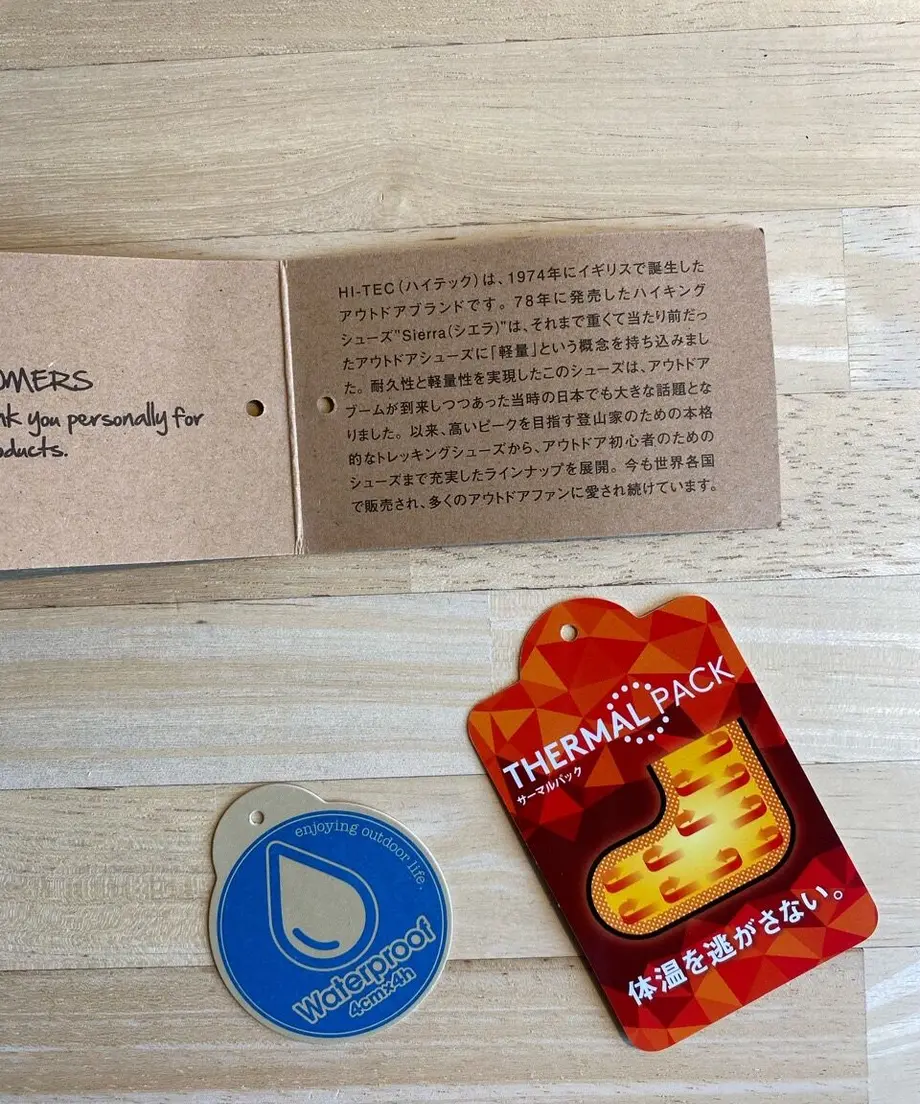 OMERS
nk you personally for
oducts.
HI-TEC(ハイテック)は、1974年にイギリスで誕生した
アウトドアブランドです。78年に発売したハイキング
シューズ"Sierra(シエラ)"は、それまで重くて当たり前だっ
たアウトドアシューズに「軽量」という概念を持ち込みまし
た。耐久性と軽量性を実現したこのシューズは、アウトドア
ブームが到来しつつあった当時の日本でも大きな話題とな
りました。以来、高いピークを目指す登山家のための本格
的なトレッキングシューズから、アウトドア初心者のための
シューズまで充実したラインナップを展開。今も世界各国
で販売され、多くのアウトドアファンに愛され続けています。
THERMAL PACK
サーマルパック
体温を逃がさない。
enjoying outdoor life.
Waterproof
4cm×4h